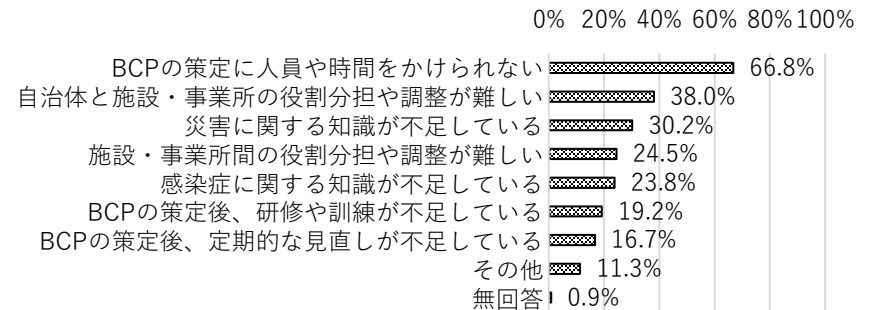 0% 20% 40% 60% 80% 100%
BCPの策定に人員や時間をかけられない 66.8%
自治体と施設・事業所の役割分担や調整が難しい 38.0%
災害に関する知識が不足している 30.2%
施設・事業所間の役割分担や調整が難しい 24.5%
感染症に関する知識が不足している 23.8%
BCPの策定後、研修や訓練が不足している 19.2%
BCPの策定後、定期的な見直しが不足している 16.7%
その他 11.3%
無回答 0.9%